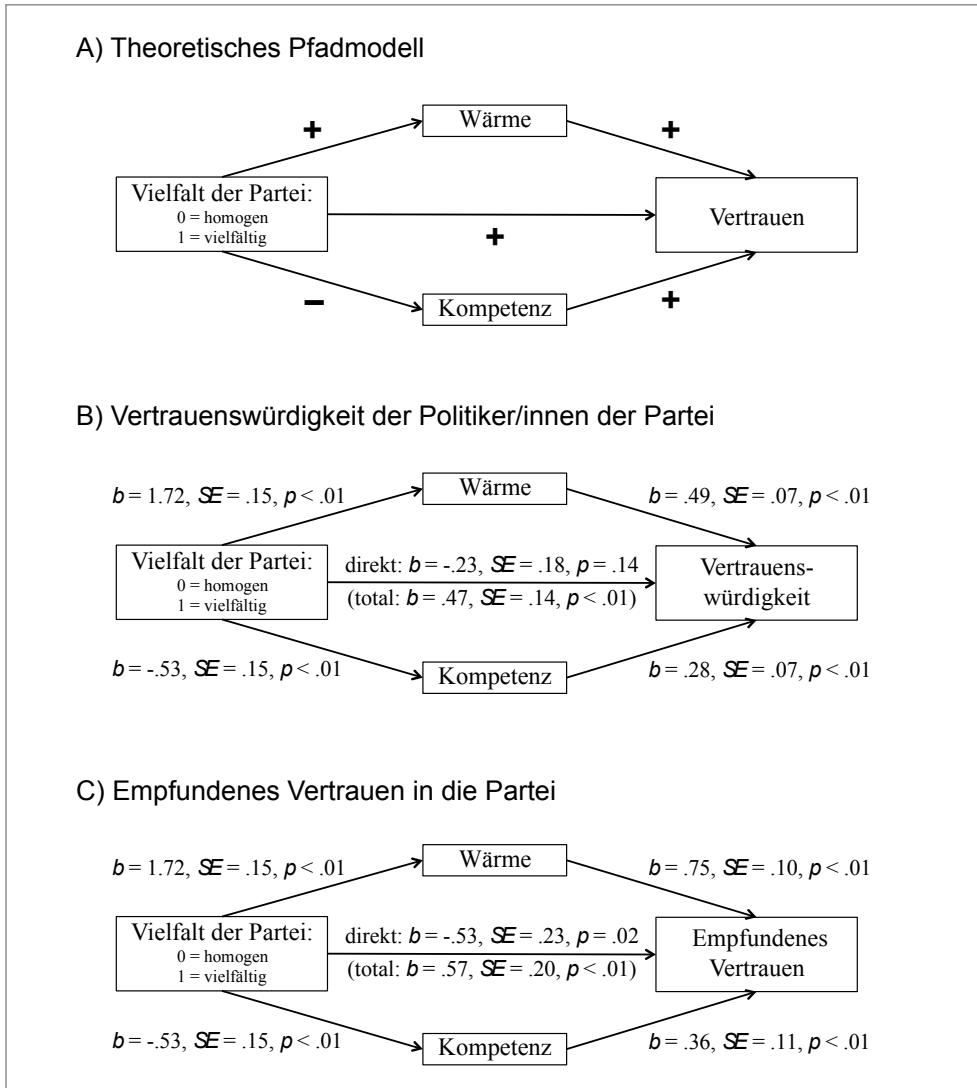 A) Theoretisches Pfadmodell
+
Wärme
+
Vielfalt der Partei:
0 = homogen
1 = vielfältig
+
Vertrauen
–
Kompetenz
+
B) Vertrauenswürdigkeit der Politiker/innen der Partei
b = 1.72, SE = .15, p < .01
Wärme
b = .49, SE = .07, p < .01
Vielfalt der Partei:
0 = homogen
1 = vielfältig
direkt: b = -.23, SE = .18, p = .14
(total: b = .47, SE = .14, p < .01)
Vertrauens-
würdigkeit
b = -.53, SE = .15, p < .01
Kompetenz
b = .28, SE = .07, p < .01
C) Empfundenes Vertrauen in die Partei
b = 1.72, SE = .15, p < .01
Wärme
b = .75, SE = .10, p < .01
Vielfalt der Partei:
0 = homogen
1 = vielfältig
direkt: b = -.53, SE = .23, p = .02
(total: b = .57, SE = .20, p < .01)
Empfundenes
Vertrauen
b = -.53, SE = .15, p < .01
Kompetenz
b = .36, SE = .11, p < .01